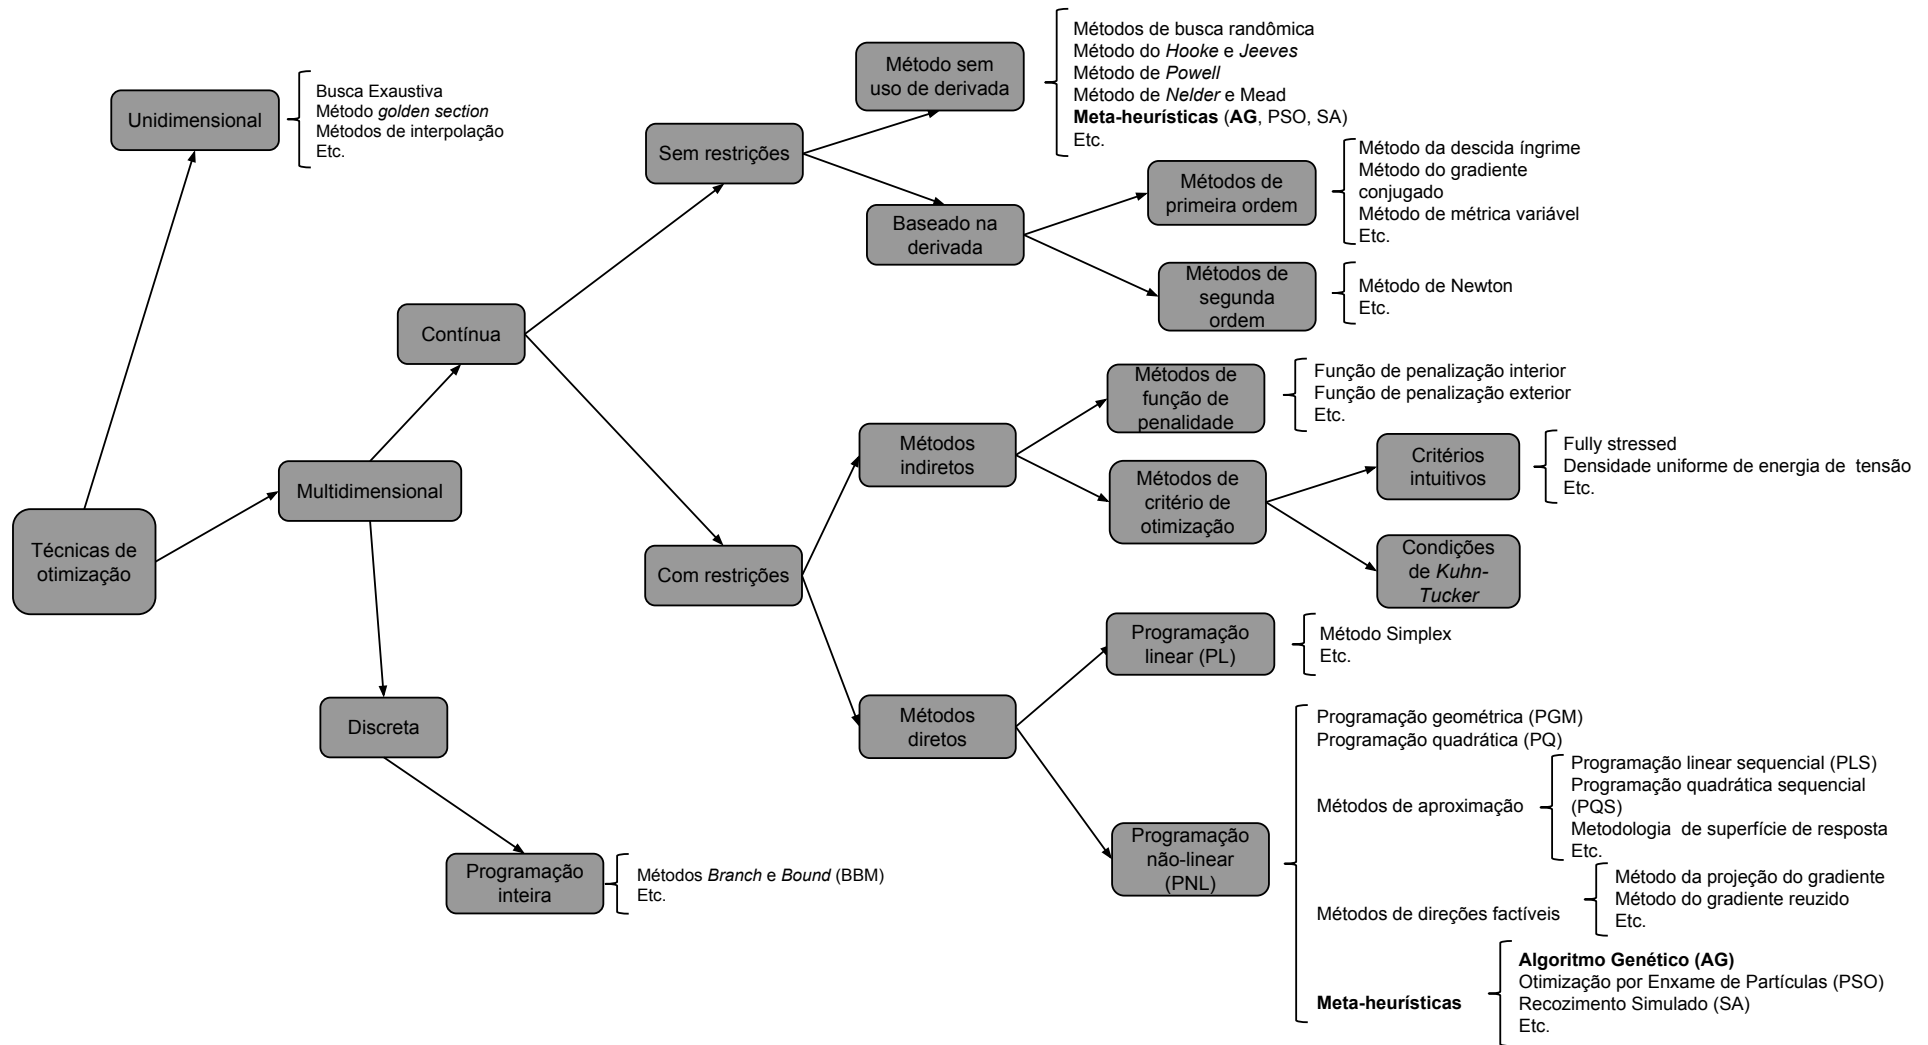 Técnicas de
otimização
Unidimensional
Busca Exaustiva
Método golden section
Métodos de interpolação
Etc.
Multidimensional
Contínua
Sem restrições
Método sem
uso de derivada
Métodos de busca randômica
Método do Hooke e Jeeves
Método de Powell
Método de Nelder e Mead
Meta-heurísticas (AG, PSO, SA)
Etc.
Baseado na
derivada
Métodos de
primeira ordem
Método da descida íngrime
Método do gradiente
conjugado
Método de métrica variável
Etc.
Métodos de
segunda
ordem
Método de Newton
Etc.
Com restrições
Métodos
indiretos
Métodos de
função de
penalidade
Função de penalização interior
Função de penalização exterior
Etc.
Métodos de
critério de
otimização
Critérios
intuitivos
Fully stressed
Densidade uniforme de energia de tensão
Etc.
Condições
de Kuhn-
Tucker
Métodos
diretos
Programação
linear (PL)
Método Simplex
Etc.
Programação
não-linear
(PNL)
Programação geométrica (PGM)
Programação quadrática (PQ)
Métodos de aproximação
Programação linear sequencial (PLS)
Programação quadrática sequencial
(PQS)
Metodologia de superfície de resposta
Etc.
Métodos de direções factíveis
Método da projeção do gradiente
Método do gradiente reuzido
Etc.
Meta-heurísticas
Algoritmo Genético (AG)
Otimização por Enxame de Partículas (PSO)
Recozimento Simulado (SA)
Etc.
Discreta
Programação
inteira
Métodos Branch e Bound (BBM)
Etc.